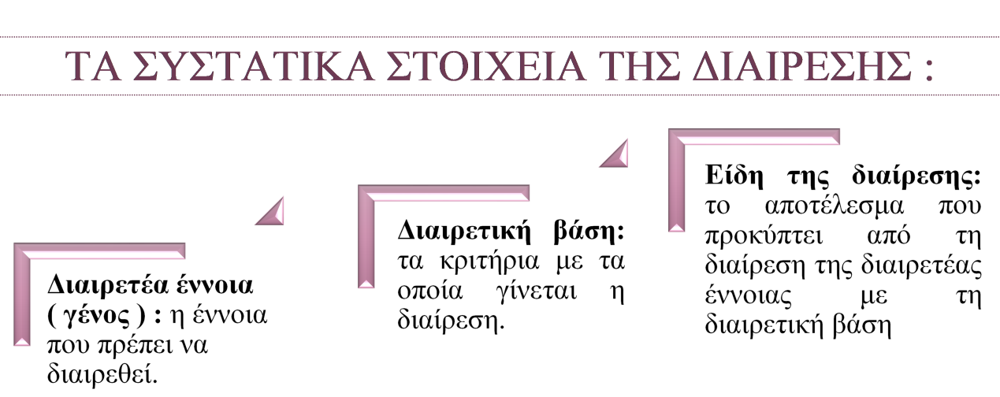 ΤΑ ΣΥΣΤΑΤΙΚΑ ΣΤΟΙΧΕΙΑ ΤΗΣ ΔΙΑΙΡΕΣΗΣ :
Διαιρετέα έννοια
( γένος ) : η έννοια
που πρέπει να
διαιρεθεί.
Διαιρετική βάση:
τα κριτήρια με τα
οποία γίνεται η
διαίρεση.
Είδη της διαίρεσης:
το αποτέλεσμα που
προκύπτει από τη
διαίρεση της διαιρετέας
έννοιας με τη
διαιρετική βάση